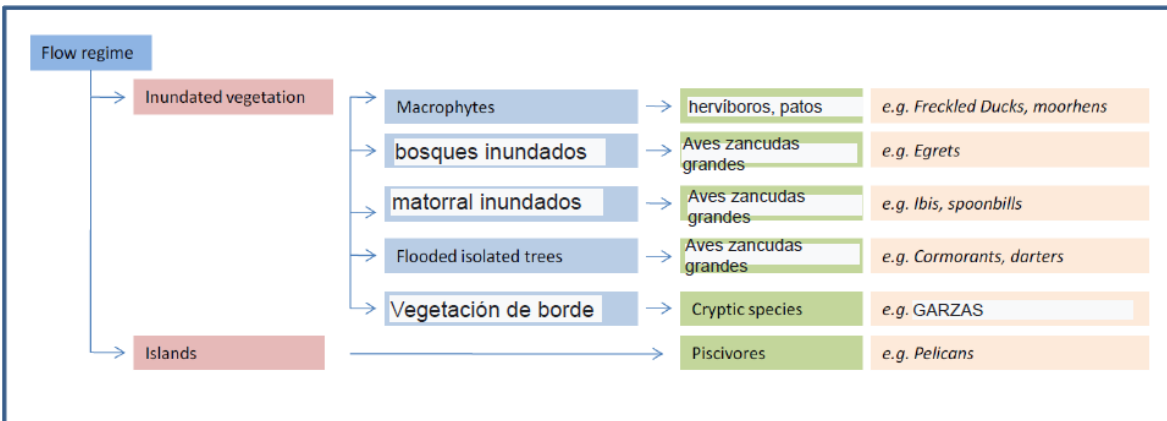 Flow regime
Inundated vegetation
Macrophytes
hervíboros, patos
e.g. Freckled Ducks, moorhens
bosques inundados
Aves zancudas
grandes
e.g. Egrets
matorral inundados
Aves zancudas
grandes
e.g. Ibis, spoonbills
Flooded isolated trees
Aves zancudas
grandes
e.g. Cormorants, darters
Vegetación de borde
Cryptic species
e.g. GARZAS
Islands
Piscivores
e.g. Pelicans